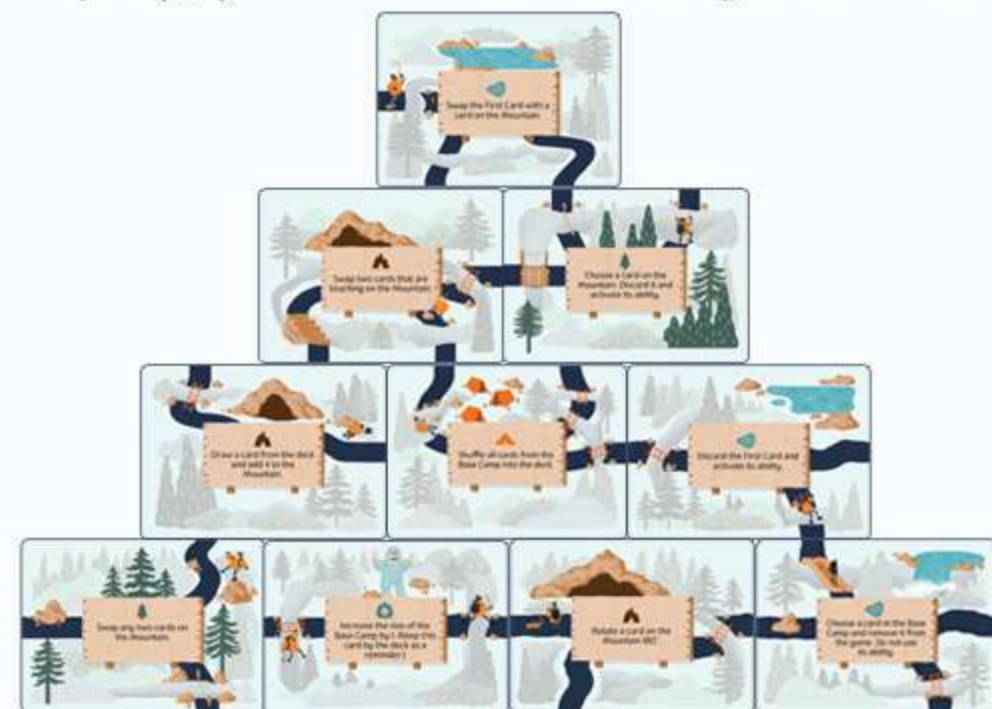 Swap the First Card with a
card on the Mountain
Swap two cards that are
touching on the Mountain
Choose a card on the
Mountain. Discard it and
activate its ability.
Draw a card from the deck
and add it to the
Mountain
Shuffle all cards from the
Base Camp into the deck
Discard the First Card and
activate its ability.
Swap any two cards on
the Mountain.
Increase the size of the
Base Camp by 1. (Keep this
card by the deck as a
reminder.)
Rotate a card on the
Mountain 180°
Choose a card in the Base
Camp and remove it from
the game. Do not use
its ability.